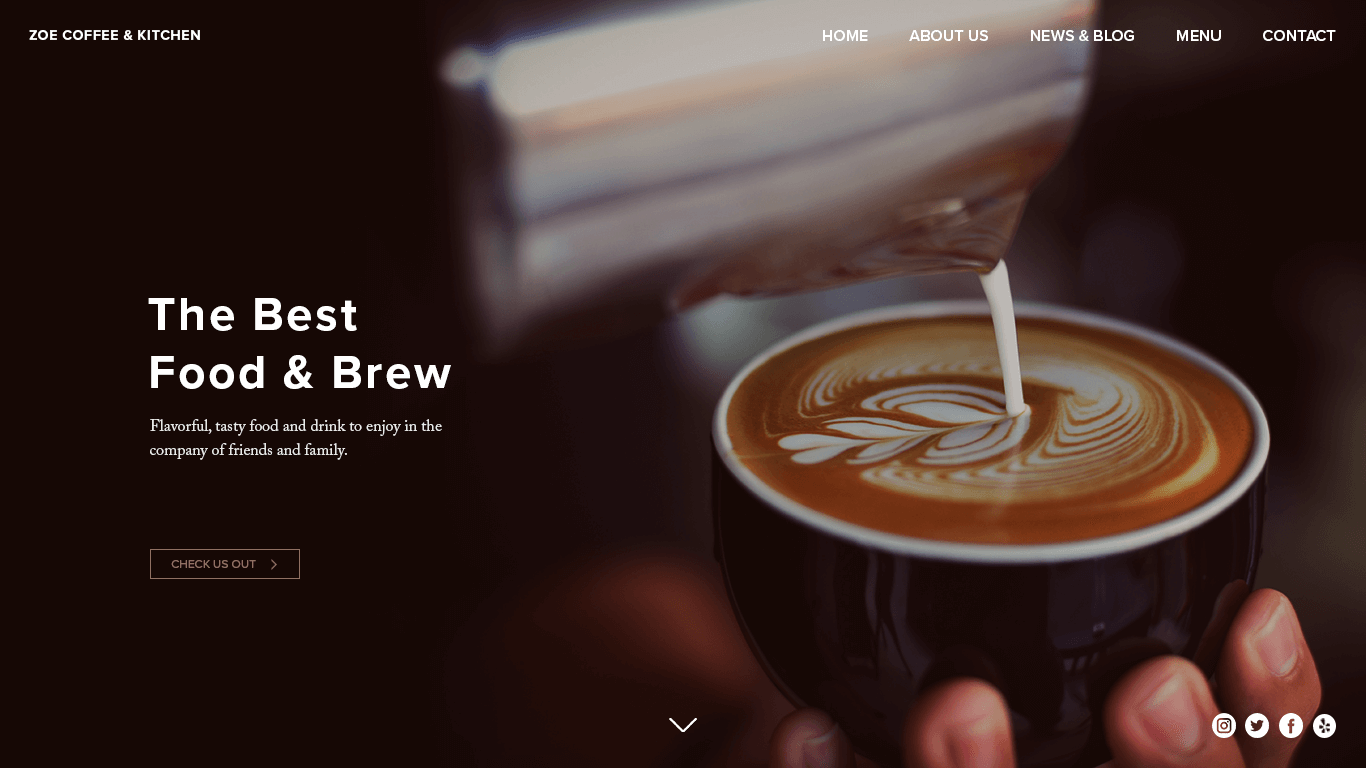 ZOE COFFEE & KITCHEN
HOME ABOUT US NEWS & BLOG MENU CONTACT
The Best
Food & Brew
Flavorful, tasty food and drink to enjoy in the
company of friends and family.
CHECK US OUT